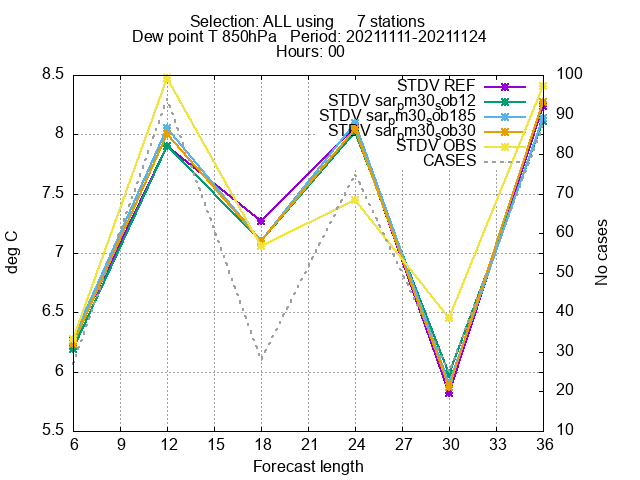 Selection: ALL using 7 stations
Dew point T 850hPa Period: 20211111-20211124
Hours: 00
STDV REF
STDV sar_pm30_sob12
STDV sar_pm30_sob185
STDV sar_pm30_sob30
STDV OBS
CASES
8.5
8
7.5
7
6.5
6
5.5
deg C
100
90
80
70
60
50
40
30
20
10
No cases
6 9 12 15 18 21 24 27 30 33 36
Forecast length